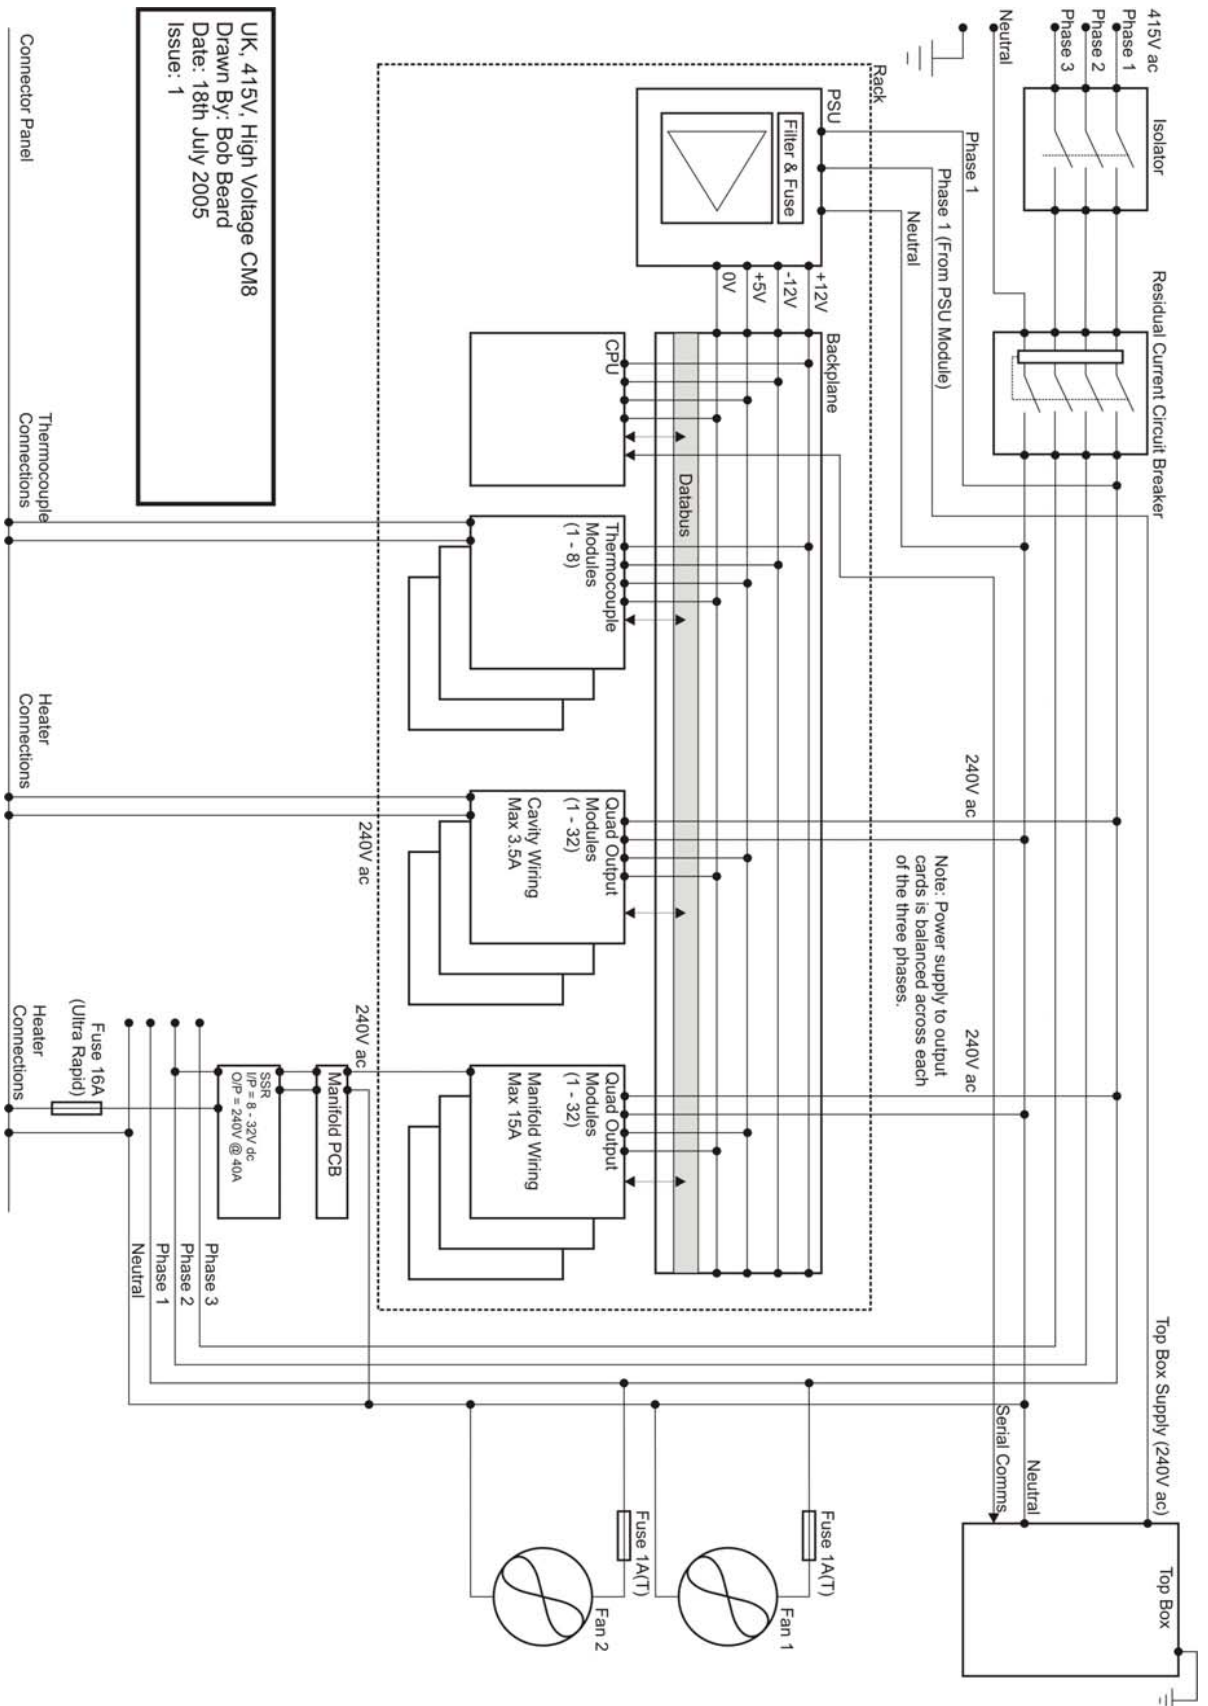 415V ac
Phase 1
Phase 2
Phase 3
Neutral
Isolator
Residual Current Circuit Breaker
Top Box Supply (240V ac)
Top Box
Neutral
Serial Comms
Phase 1
Phase 1 (From PSU Module)
Neutral
240V ac
240V ac
Note: Power supply to output
cards is balanced across each
of the three phases.
Rack
PSU
Filter & Fuse
+12V
-12V
+5V
0V
Backplane
Databus
CPU
Thermocouple
Modules
(1 - 8)
Quad Output
Modules
(1 - 32)
Cavity Wiring
Max 3.5A
Quad Output
Modules
(1 - 32)
Manifold Wiring
Max 15A
Fuse 1A(T)
Fan 1
Fuse 1A(T)
Fan 2
240V ac
240V ac
Manifold PCB
SSR
I/P = 8 - 32V dc
O/P = 240V @ 40A
Phase 3
Phase 2
Phase 1
Neutral
Fuse 16A
(Ultra Rapid)
UK, 415V, High Voltage CM8
Drawn By: Bob Beard
Date: 18th July 2005
Issue: 1
Connector Panel
Thermocouple
Connections
Heater
Connections
Heater
Connections